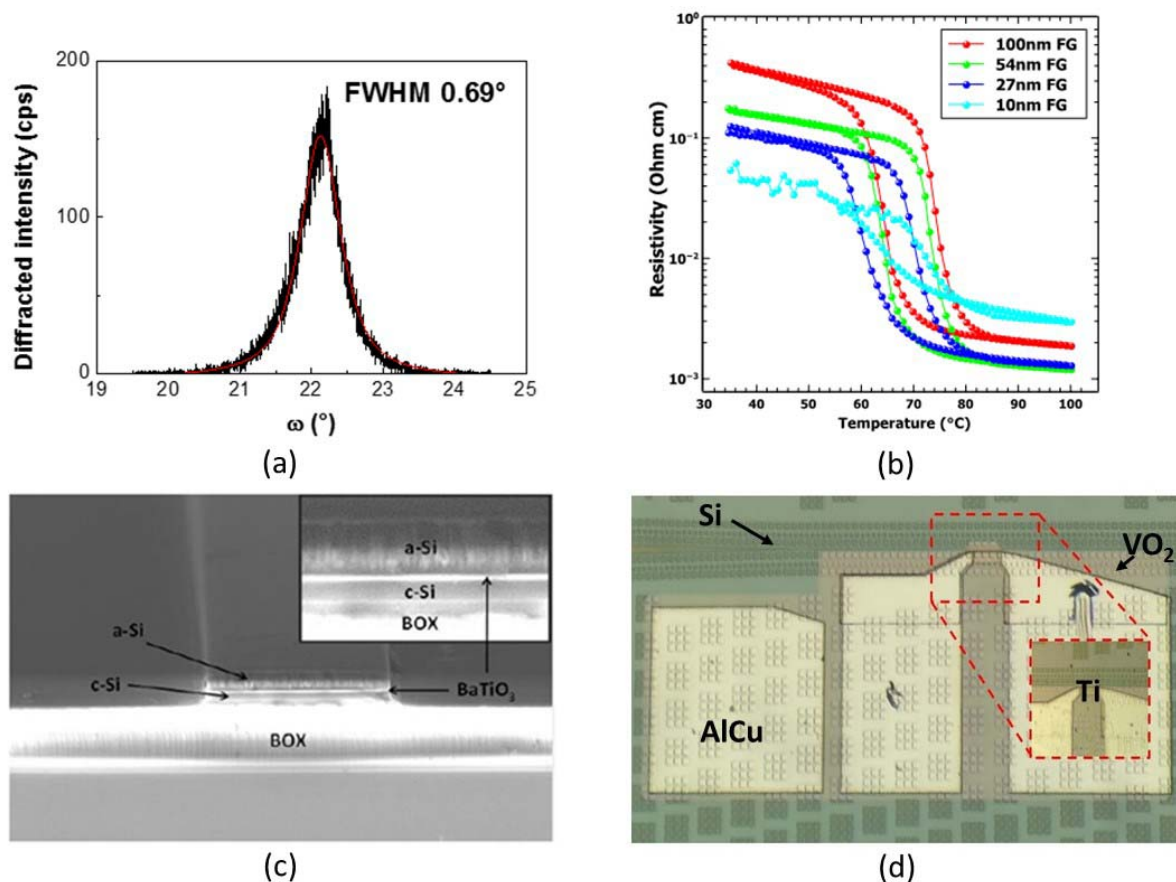 200
100
0
Diffracted intensity (cps)
FWHM 0.69°
19 20 21 22 23 24 25
ω (°)
(a)
10⁰
10⁻¹
10⁻²
10⁻³
Resistivity (Ohm cm)
100nm FG
54nm FG
27nm FG
10nm FG
30 40 50 60 70 80 90 100
Temperature (°C)
(b)
a-Si
c-Si
BOX
a-Si
c-Si
BaTiO₃
BOX
(c)
Si
VO₂
Ti
AlCu
(d)